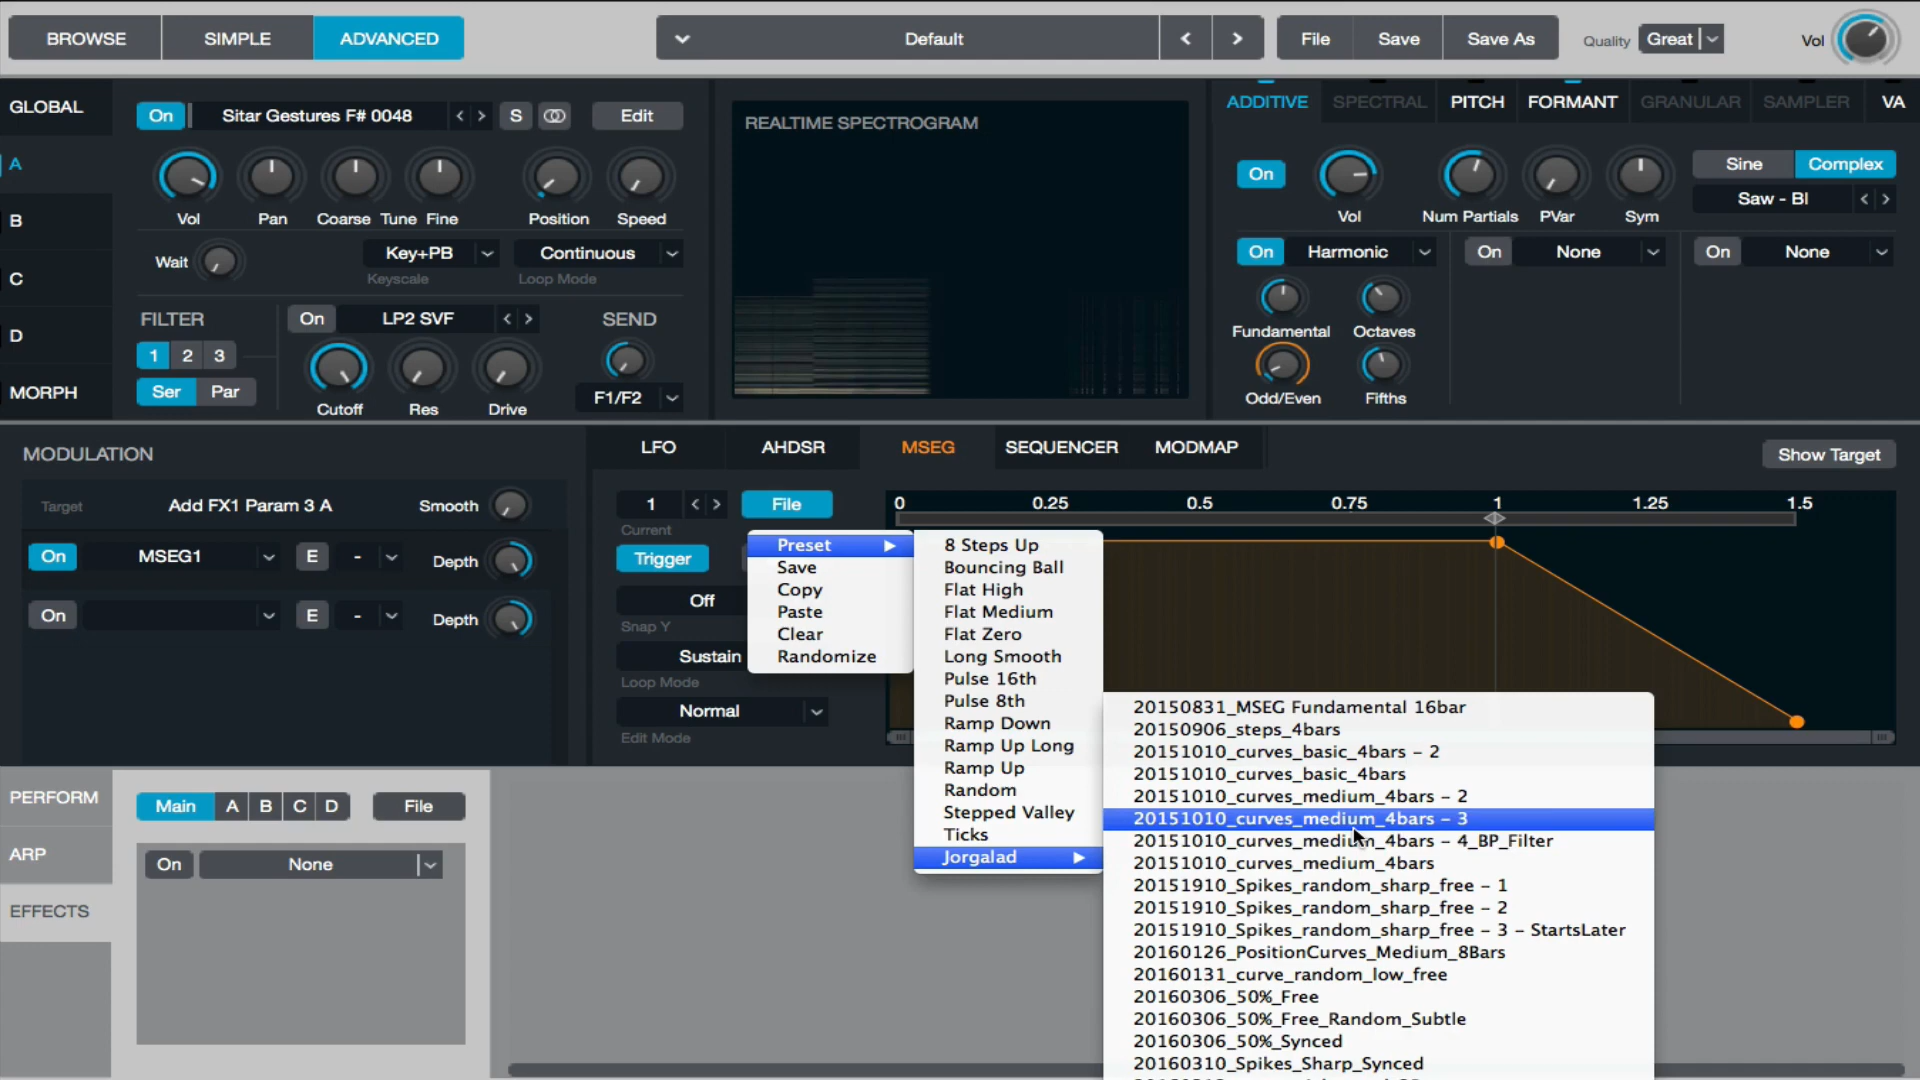 BROWSE SIMPLE ADVANCED Default File Save Save As Quality Great Vol
GLOBAL
A
B
C
D
MORPH
On Sitar Gestures F# 0048 S Edit
Vol Pan Coarse Tune Fine Position Speed
Wait Key+PB Continuous
Keyscale Loop Mode
FILTER On LP2 SVF SEND
1 2 3
Ser Par F1/F2
Cutoff Res Drive
REALTIME SPECTROGRAM
ADDITIVE SPECTRAL PITCH FORMANT GRANULAR SAMPLER VA
On Sine Complex
Saw - Bl
Vol Num Partials PVar Sym
On Harmonic On None On None
Fundamental Octaves
Odd/Even Fifths
MODULATION
Target Add FX1 Param 3 A Smooth
On MSEG1 E - Depth
On E - Depth
LFO AHDSR MSEG SEQUENCER MODMAP Show Target
1 File 0 0.25 0.5 0.75 1 1.25 1.5
Current
Trigger
Off
Snap Y
Sustain
Loop Mode
Normal
Edit Mode
Preset
Save
Copy
Paste
Clear
Randomize
8 Steps Up
Bouncing Ball
Flat High
Flat Medium
Flat Zero
Long Smooth
Pulse 16th
Pulse 8th
Ramp Down
Ramp Up Long
Ramp Up
Random
Stepped Valley
Ticks
Jorgalad
20150831_MSEG Fundamental 16bar
20150906_steps_4bars
20151010_curves_basic_4bars - 2
20151010_curves_basic_4bars
20151010_curves_medium_4bars - 2
20151010_curves_medium_4bars - 3
20151010_curves_medium_4bars - 4_BP_Filter
20151010_curves_medium_4bars
20151910_Spikes_random_sharp_free - 1
20151910_Spikes_random_sharp_free - 2
20151910_Spikes_random_sharp_free - 3 - StartsLater
20160126_PositionCurves_Medium_8Bars
20160131_curve_random_low_free
20160306_50%_Free
20160306_50%_Free_Random_Subtle
20160306_50%_Synced
20160310_Spikes_Sharp_Synced
PERFORM
ARP
EFFECTS
Main A B C D File
On None